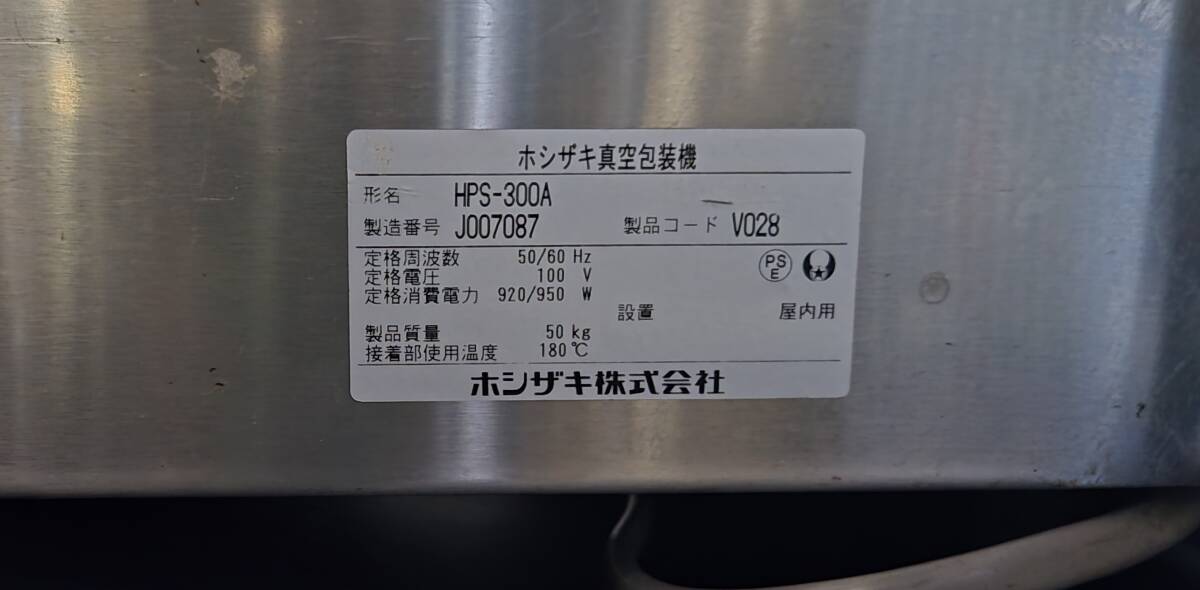 ホシザキ真空包装機
形名 HPS-300A
製造番号 J007087 製品コード V028
定格周波数 50/60 Hz
定格電圧 100 V
定格消費電力 920/950 W
PS
E
設置 屋内用
製品質量 50 kg
接着部使用温度 180 ℃
ホシザキ株式会社